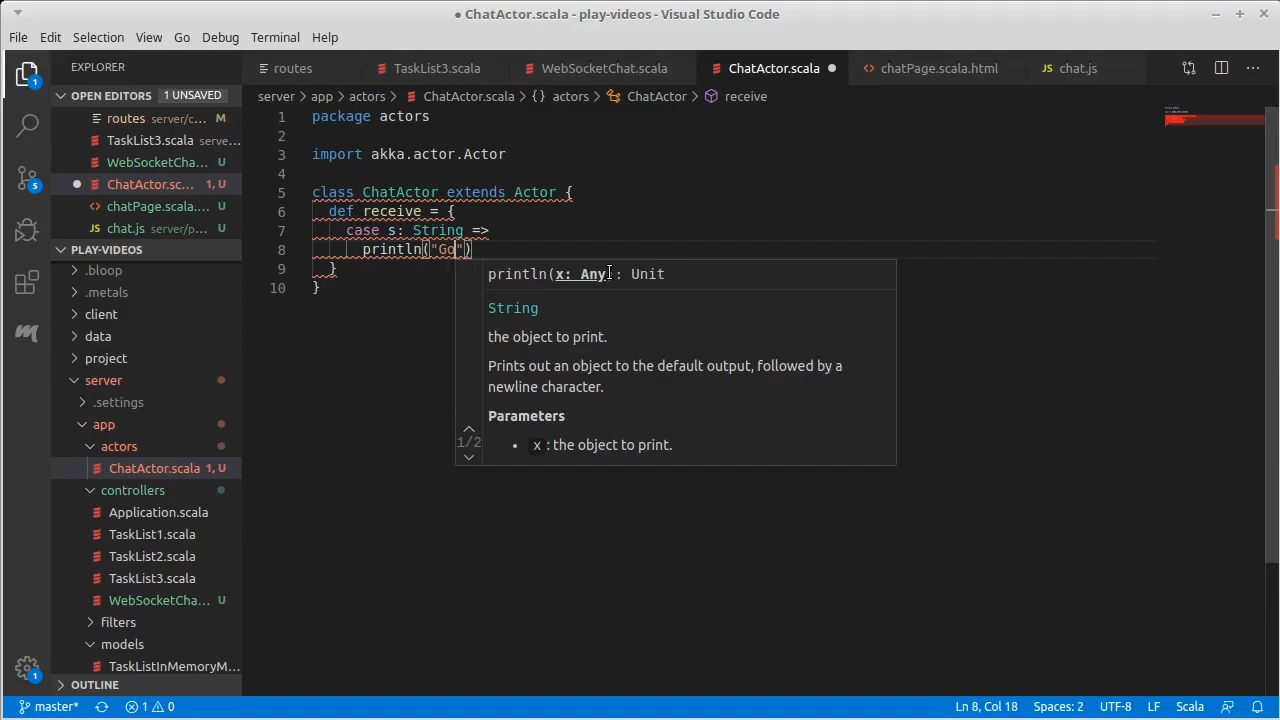 ● ChatActor.scala - play-videos - Visual Studio Code
File Edit Selection View Go Debug Terminal Help
EXPLORER
routes TaskList3.scala WebSocketChat.scala ChatActor.scala ● chatPage.scala.html chat.js
OPEN EDITORS 1 UNSAVED
server > app > actors > ChatActor.scala > {} actors > ChatActor > receive
routes server/c... M
TaskList3.scala serve...
WebSocketCha... U
ChatActor.sc... 1, U
chatPage.scala.... U
chat.js server/p... U
PLAY-VIDEOS
.bloop
.metals
client
data
project
server
.settings
app
actors
ChatActor.scala 1, U
controllers
Application.scala
TaskList1.scala
TaskList2.scala
TaskList3.scala
WebSocketCha... U
filters
models
TaskListInMemoryM...
OUTLINE
1 package actors
2
3 import akka.actor.Actor
4
5 class ChatActor extends Actor {
6 def receive = {
7 case s: String =>
8 println("Go")
9 }
10 }
println(x: Any): Unit
String
the object to print.
Prints out an object to the default output, followed by a
newline character.
Parameters
• x : the object to print.
1/2
1
5
1
master* 1 0 Ln 8, Col 18 Spaces: 2 UTF-8 LF Scala